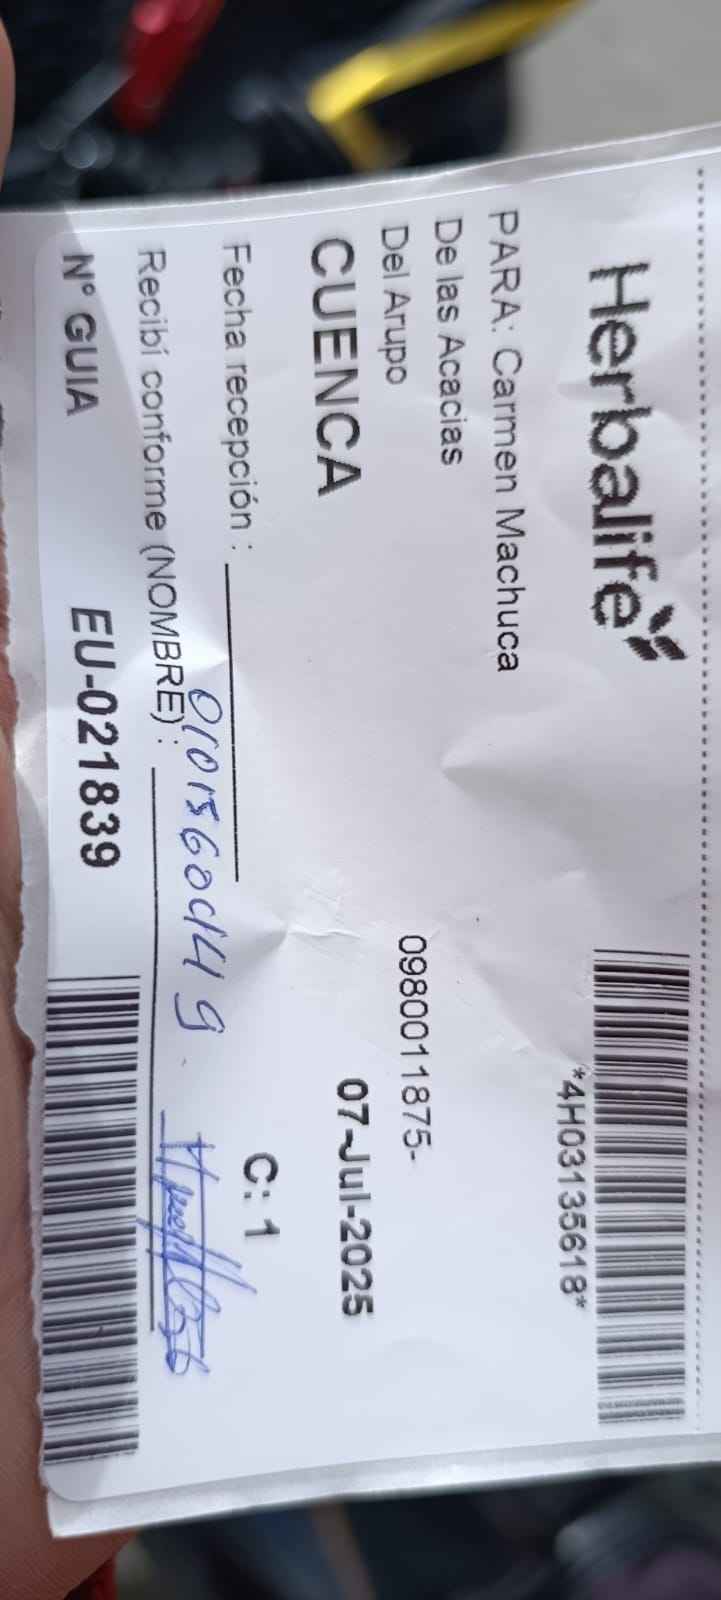 Herbalife
*4H03135618*
PARA: Carmen Machuca
De las Acacias
Del Arupo
0980011875-
CUENCA
07-Jul-2025
Fecha recepción :
C: 1
0101560449
Recibí conforme (NOMBRE) :
N° GUIA
EU-021839